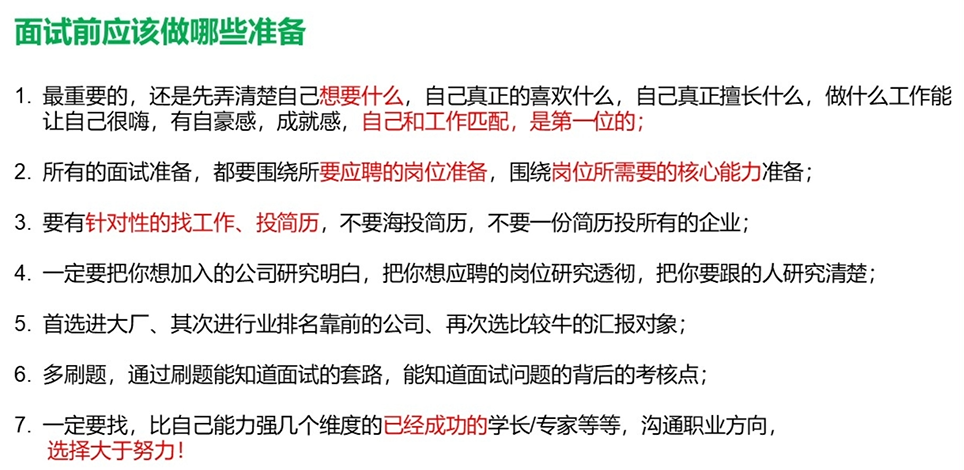 面试前应该做哪些准备
1. 最重要的，还是先弄清楚自己想要什么，自己真正的喜欢什么，自己真正擅长什么，做什么工作能
让自己很嗨，有自豪感，成就感，自己和工作匹配，是第一位的；
2. 所有的面试准备，都要围绕所要应聘的岗位准备，围绕岗位所需要的核心能力准备；
3. 要有针对性的找工作、投简历，不要海投简历，不要一份简历投所有的企业；
4. 一定要把你想加入的公司研究明白，把你想应聘的岗位研究透彻，把你要跟的人研究清楚；
5. 首选进大厂、其次进行业排名靠前的公司、再次选比较牛的汇报对象；
6. 多刷题，通过刷题能知道面试的套路，能知道面试问题的背后的考核点；
7. 一定要找，比自己能力强几个维度的已经成功的学长/专家等等，沟通职业方向，
选择大于努力！